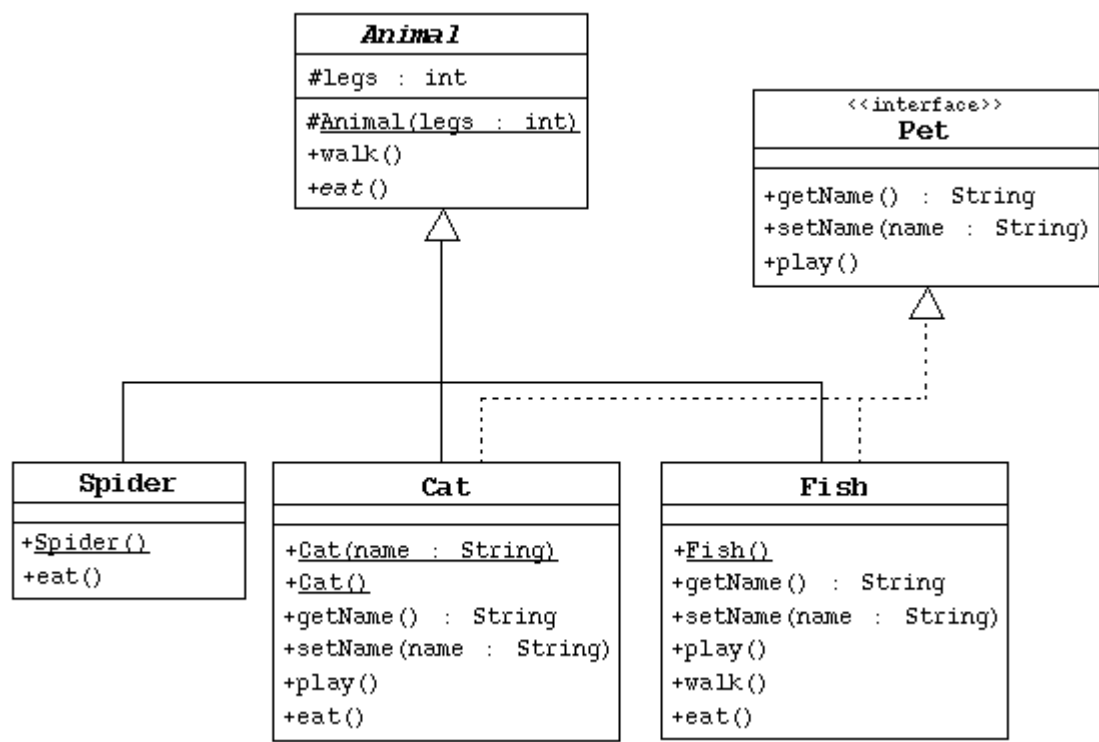 Animal
#legs : int
#Animal(legs : int)
+walk()
+eat()
<<interface>>
Pet
+getName() : String
+setName(name : String)
+play()
Spider
+Spider()
+eat()
Cat
+Cat(name : String)
+Cat()
+getName() : String
+setName(name : String)
+play()
+eat()
Fish
+Fish()
+getName() : String
+setName(name : String)
+play()
+walk()
+eat()